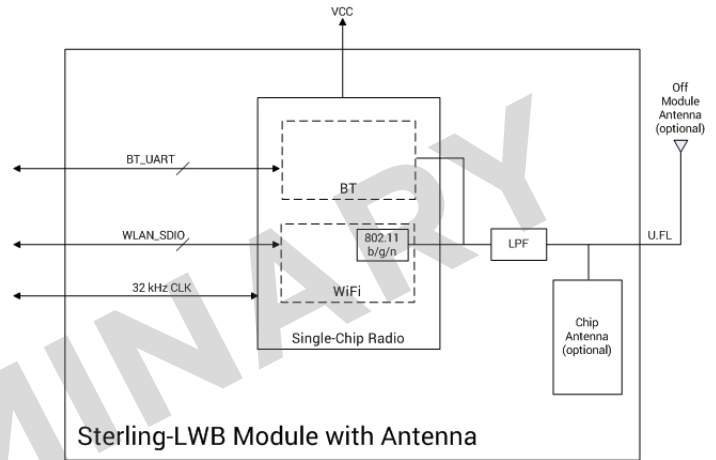 VCC
Off
Module
Antenna
(optional)
BT_UART
BT
WLAN_SDIO
802.11
b/g/n
LPF
U.FL
32 kHz CLK
WiFi
Chip
Antenna
(optional)
Single-Chip Radio
Sterling-LWB Module with Antenna
MINARY